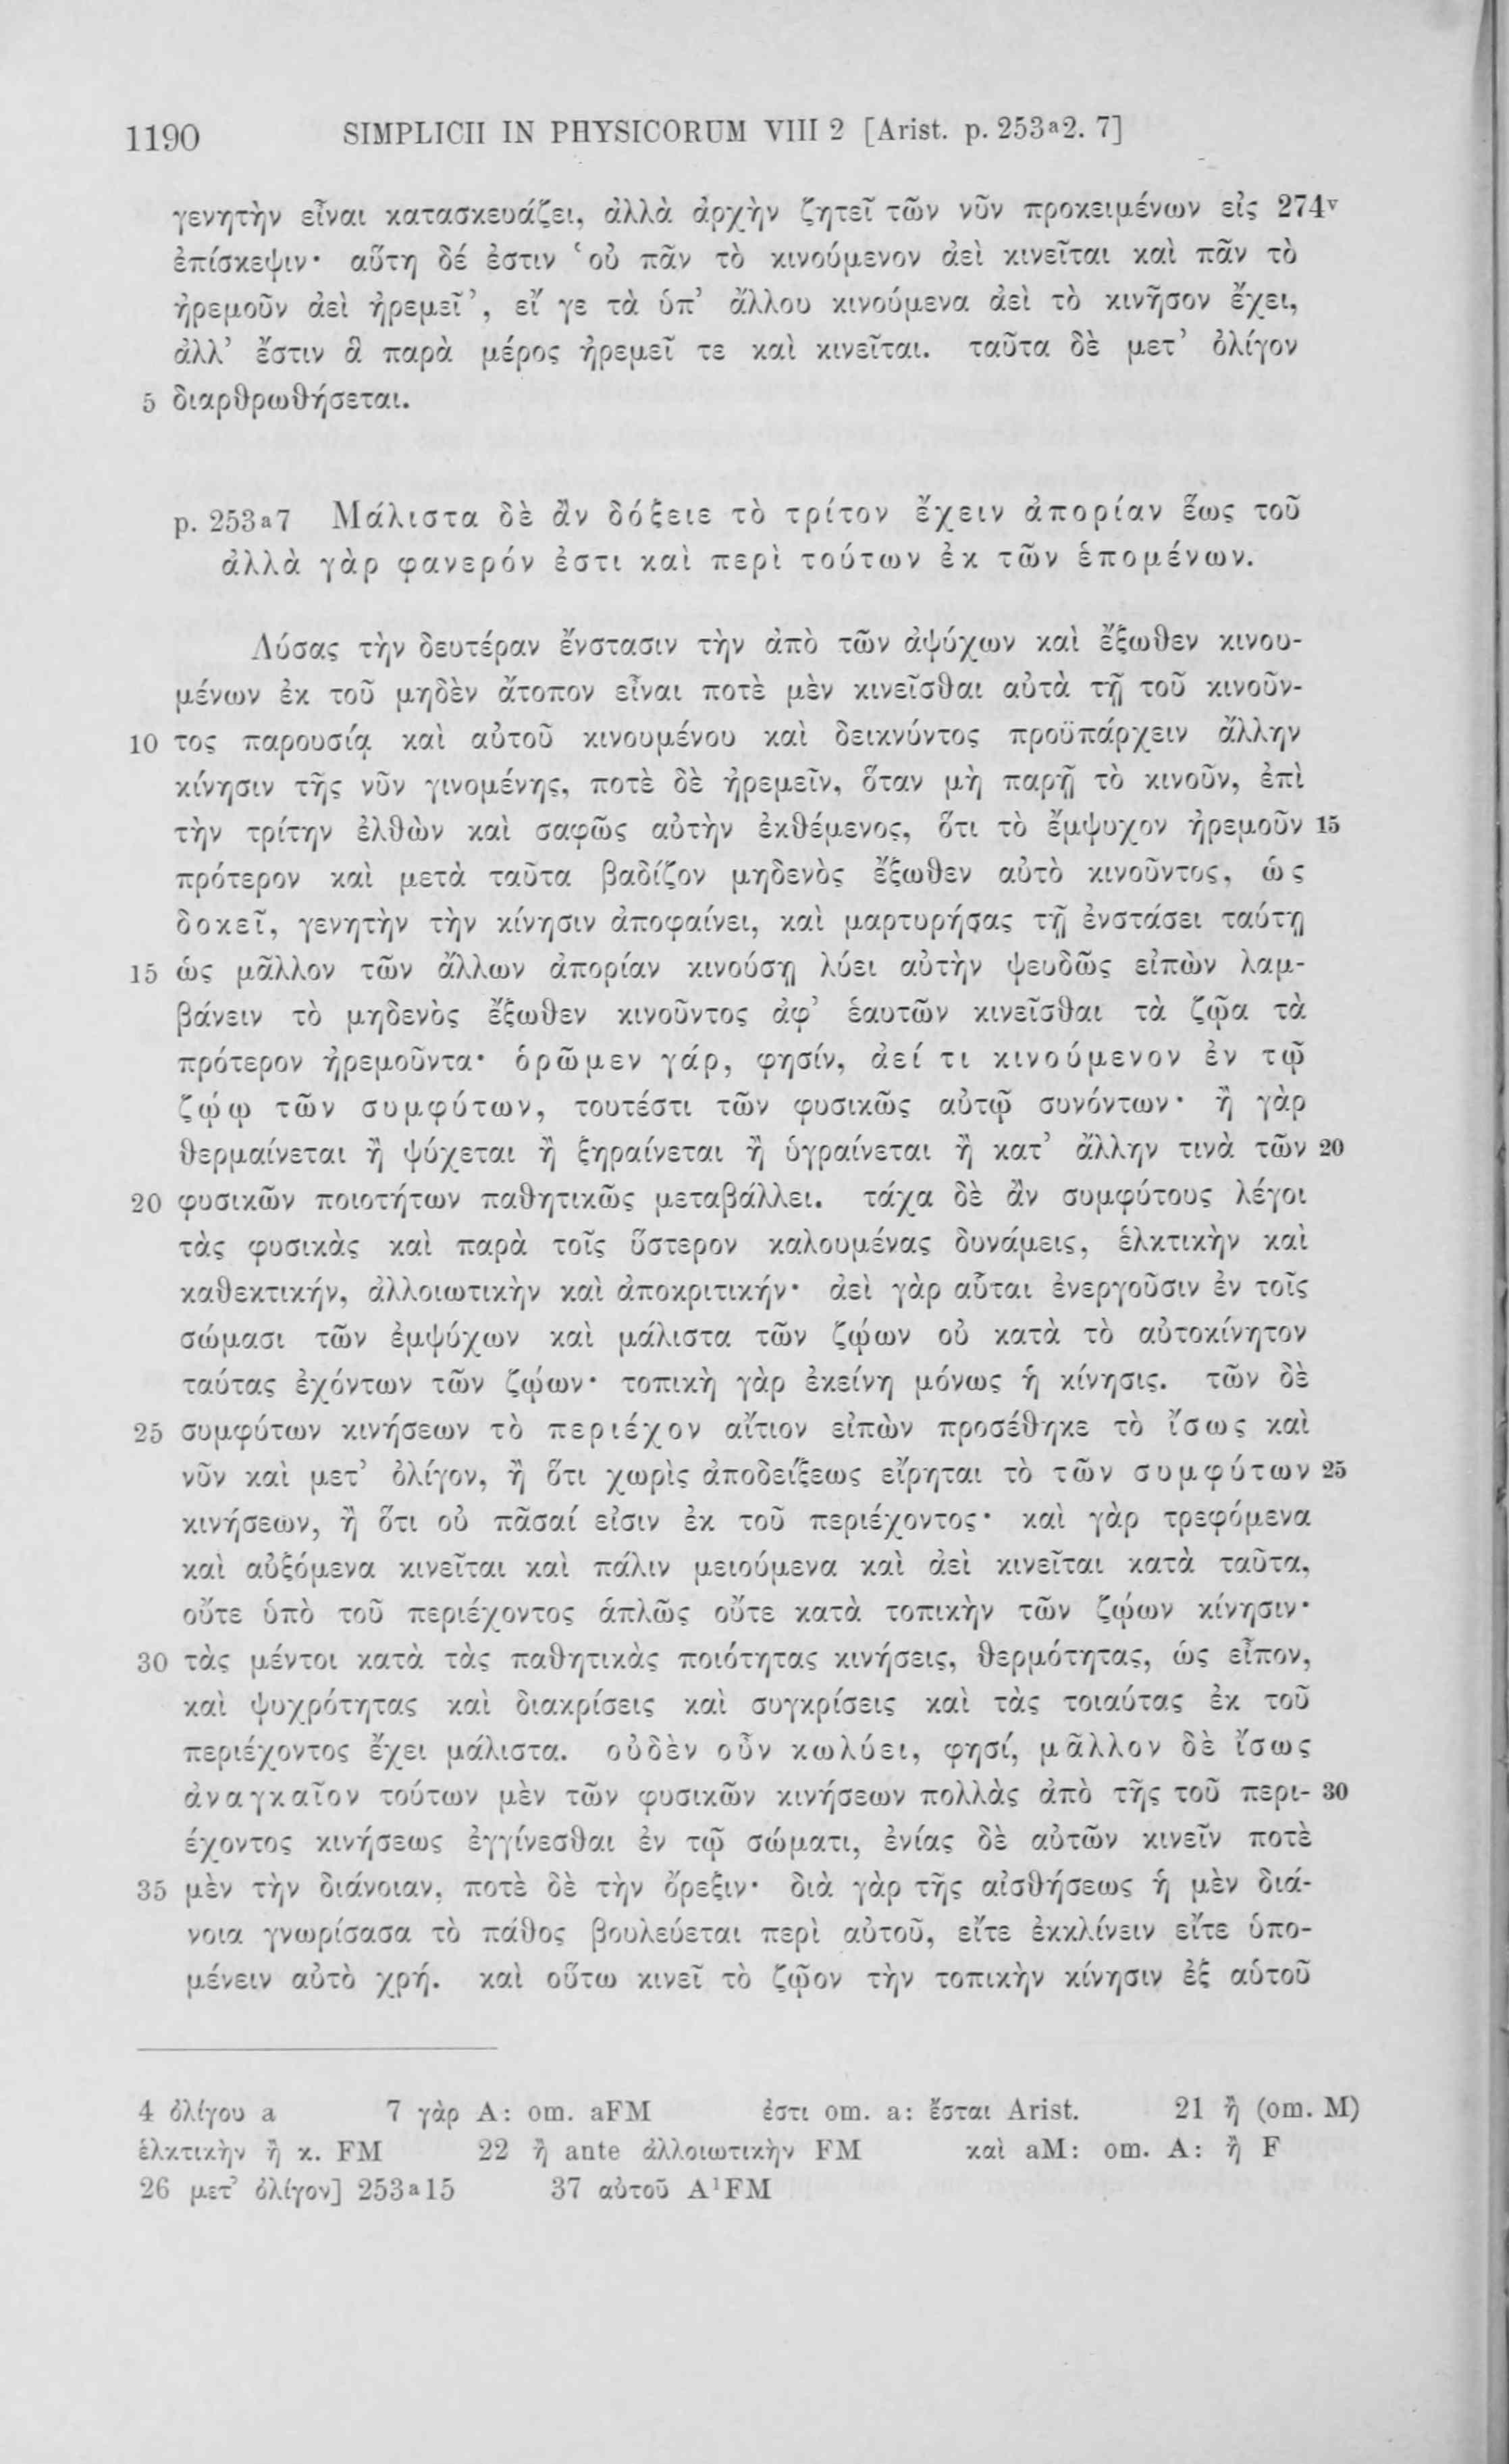 1190 SIMPLICII IN PHYSICORUM VIII 2 [Arist. p. 253a2. 7]
γενητὴν εἶναι κατασκευάζει, ἀλλὰ ἀρχὴν ζητεῖ τῶν νῦν προκειμένων εἰς 274v
ἐπίσκεψιν· αὕτη δέ ἐστιν ‘οὐ πᾶν τὸ κινούμενον ἀεὶ κινεῖται καὶ πᾶν τὸ
ἠρεμοῦν ἀεὶ ἠρεμεῖ’, εἴ γε τὰ ὑπ’ ἄλλου κινούμενα ἀεὶ τὸ κινῆσον ἔχει,
ἀλλ’ ἔστιν ἃ παρὰ μέρος ἠρεμεῖ τε καὶ κινεῖται. ταῦτα δὲ μετ’ ὀλίγον
5 διαρθρωθήσεται.
p. 253a7 Μάλιστα δὲ ἂν δόξειε τὸ τρίτον ἔχειν ἀπορίαν ἕως τοῦ
ἀλλὰ γὰρ φανερόν ἐστι καὶ περὶ τούτων ἐκ τῶν ἑπομένων.
Λύσας τὴν δευτέραν ἔνστασιν τὴν ἀπὸ τῶν ἀψύχων καὶ ἔξωθεν κινου-
μένων ἐκ τοῦ μηδὲν ἄτοπον εἶναι ποτὲ μὲν κινεῖσθαι αὐτὰ τῇ τοῦ κινοῦν-
10 τος παρουσίᾳ καὶ αὐτοῦ κινουμένου καὶ δεικνύντος προϋπάρχειν ἄλλην
κίνησιν τῆς νῦν γινομένης, ποτὲ δὲ ἠρεμεῖν, ὅταν μὴ παρῇ τὸ κινοῦν, ἐπὶ
τὴν τρίτην ἐλθὼν καὶ σαφῶς αὐτὴν ἐκθέμενος, ὅτι τὸ ἔμψυχον ἠρεμοῦν 15
πρότερον καὶ μετὰ ταῦτα βαδίζον μηδενὸς ἔξωθεν αὐτὸ κινοῦντος, ὡς
δοκεῖ, γενητὴν τὴν κίνησιν ἀποφαίνει, καὶ μαρτυρήσας τῇ ἐνστάσει ταύτῃ
15 ὡς μᾶλλον τῶν ἄλλων ἀπορίαν κινούσῃ λύει αὐτὴν ψευδῶς εἰπὼν λαμ-
βάνειν τὸ μηδενὸς ἔξωθεν κινοῦντος ἀφ’ ἑαυτῶν κινεῖσθαι τὰ ζῷα τὰ
πρότερον ἠρεμοῦντα· ὁρῶμεν γάρ, φησίν, ἀεί τι κινούμενον ἐν τῷ
ζῴῳ τῶν συμφύτων, τουτέστι τῶν φυσικῶς αὐτῷ συνόντων· ἢ γὰρ
θερμαίνεται ἢ ψύχεται ἢ ξηραίνεται ἢ ὑγραίνεται ἢ κατ’ ἄλλην τινὰ τῶν 20
20 φυσικῶν ποιοτήτων παθητικῶς μεταβάλλει. τάχα δὲ ἂν συμφύτους λέγοι
τὰς φυσικὰς καὶ παρὰ τοῖς ὕστερον καλουμένας δυνάμεις, ἑλκτικὴν καὶ
καθεκτικήν, ἀλλοιωτικὴν καὶ ἀποκριτικήν· ἀεὶ γὰρ αὗται ἐνεργοῦσιν ἐν τοῖς
σώμασι τῶν ἐμψύχων καὶ μάλιστα τῶν ζῴων οὐ κατὰ τὸ αὐτοκίνητον
ταύτας ἐχόντων τῶν ζῴων· τοπικὴ γὰρ ἐκείνη μόνως ἡ κίνησις. τῶν δὲ
25 συμφύτων κινήσεων τὸ περιέχον αἴτιον εἰπὼν προσέθηκε τὸ ἴσως καὶ
νῦν καὶ μετ’ ὀλίγον, ἢ ὅτι χωρὶς ἀποδείξεως εἴρηται τὸ τῶν συμφύτων 25
κινήσεων, ἢ ὅτι οὐ πᾶσαί εἰσιν ἐκ τοῦ περιέχοντος· καὶ γὰρ τρεφόμενα
καὶ αὐξόμενα κινεῖται καὶ πάλιν μειούμενα καὶ ἀεὶ κινεῖται κατὰ ταῦτα,
οὔτε ὑπὸ τοῦ περιέχοντος ἁπλῶς οὔτε κατὰ τοπικὴν τῶν ζῴων κίνησιν·
30 τὰς μέντοι κατὰ τὰς παθητικὰς ποιότητας κινήσεις, θερμότητας, ὡς εἶπον,
καὶ ψυχρότητας καὶ διακρίσεις καὶ συγκρίσεις καὶ τὰς τοιαύτας ἐκ τοῦ
περιέχοντος ἔχει μάλιστα. οὐδὲν οὖν κωλύει, φησί, μᾶλλον δὲ ἴσως
ἀναγκαῖον τούτων μὲν τῶν φυσικῶν κινήσεων πολλὰς ἀπὸ τῆς τοῦ περι- 30
έχοντος κινήσεως ἐγγίνεσθαι ἐν τῷ σώματι, ἐνίας δὲ αὐτῶν κινεῖν ποτὲ
35 μὲν τὴν διάνοιαν, ποτὲ δὲ τὴν ὄρεξιν· διὰ γὰρ τῆς αἰσθήσεως ἡ μὲν διά-
νοια γνωρίσασα τὸ πάθος βουλεύεται περὶ αὐτοῦ, εἴτε ἐκκλίνειν εἴτε ὑπο-
μένειν αὐτὸ χρή. καὶ οὕτω κινεῖ τὸ ζῷον τὴν τοπικὴν κίνησιν ἐξ αὑτοῦ
4 ὀλίγου a 7 γὰρ A: om. aFM ἐστι om. a: ἔσται Arist. 21 ἢ (om. M)
ἑλκτικὴν ἢ κ. FM 22 ἢ ante ἀλλοιωτικὴν FM καὶ aM: om. A: ἢ F
26 μετ’ ὀλίγον] 253a15 37 αὐτοῦ A¹FM